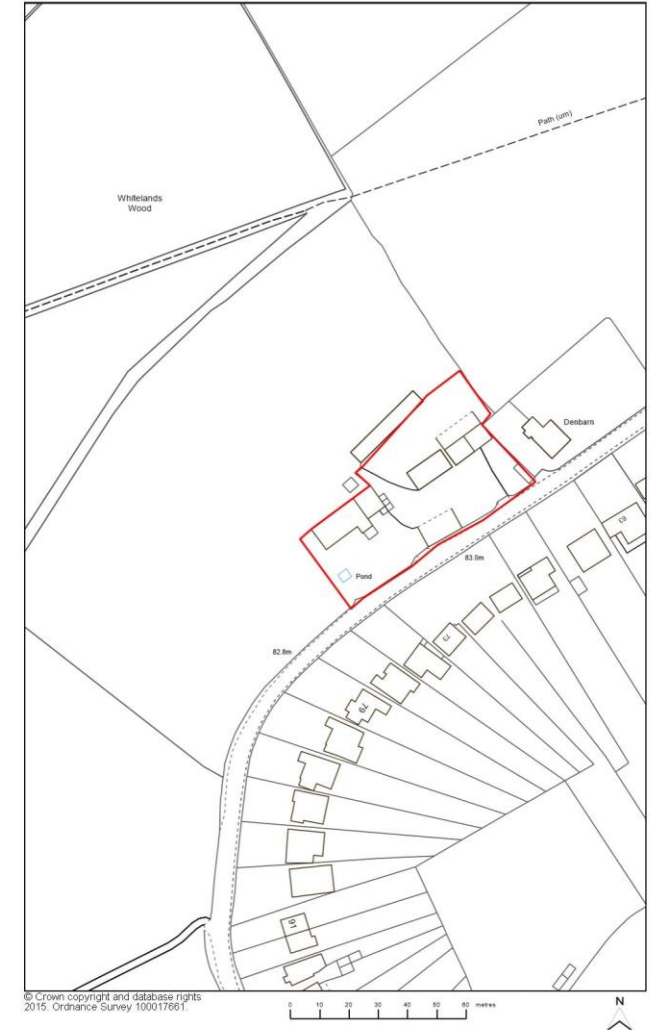 Path (um)
Whitelands
Wood
Denbarn
63
83.0m
Pond
73
82.8m
79
91
© Crown copyright and database rights
2015. Ordnance Survey 100017661.
0 10 20 30 40 50 60 metres
N